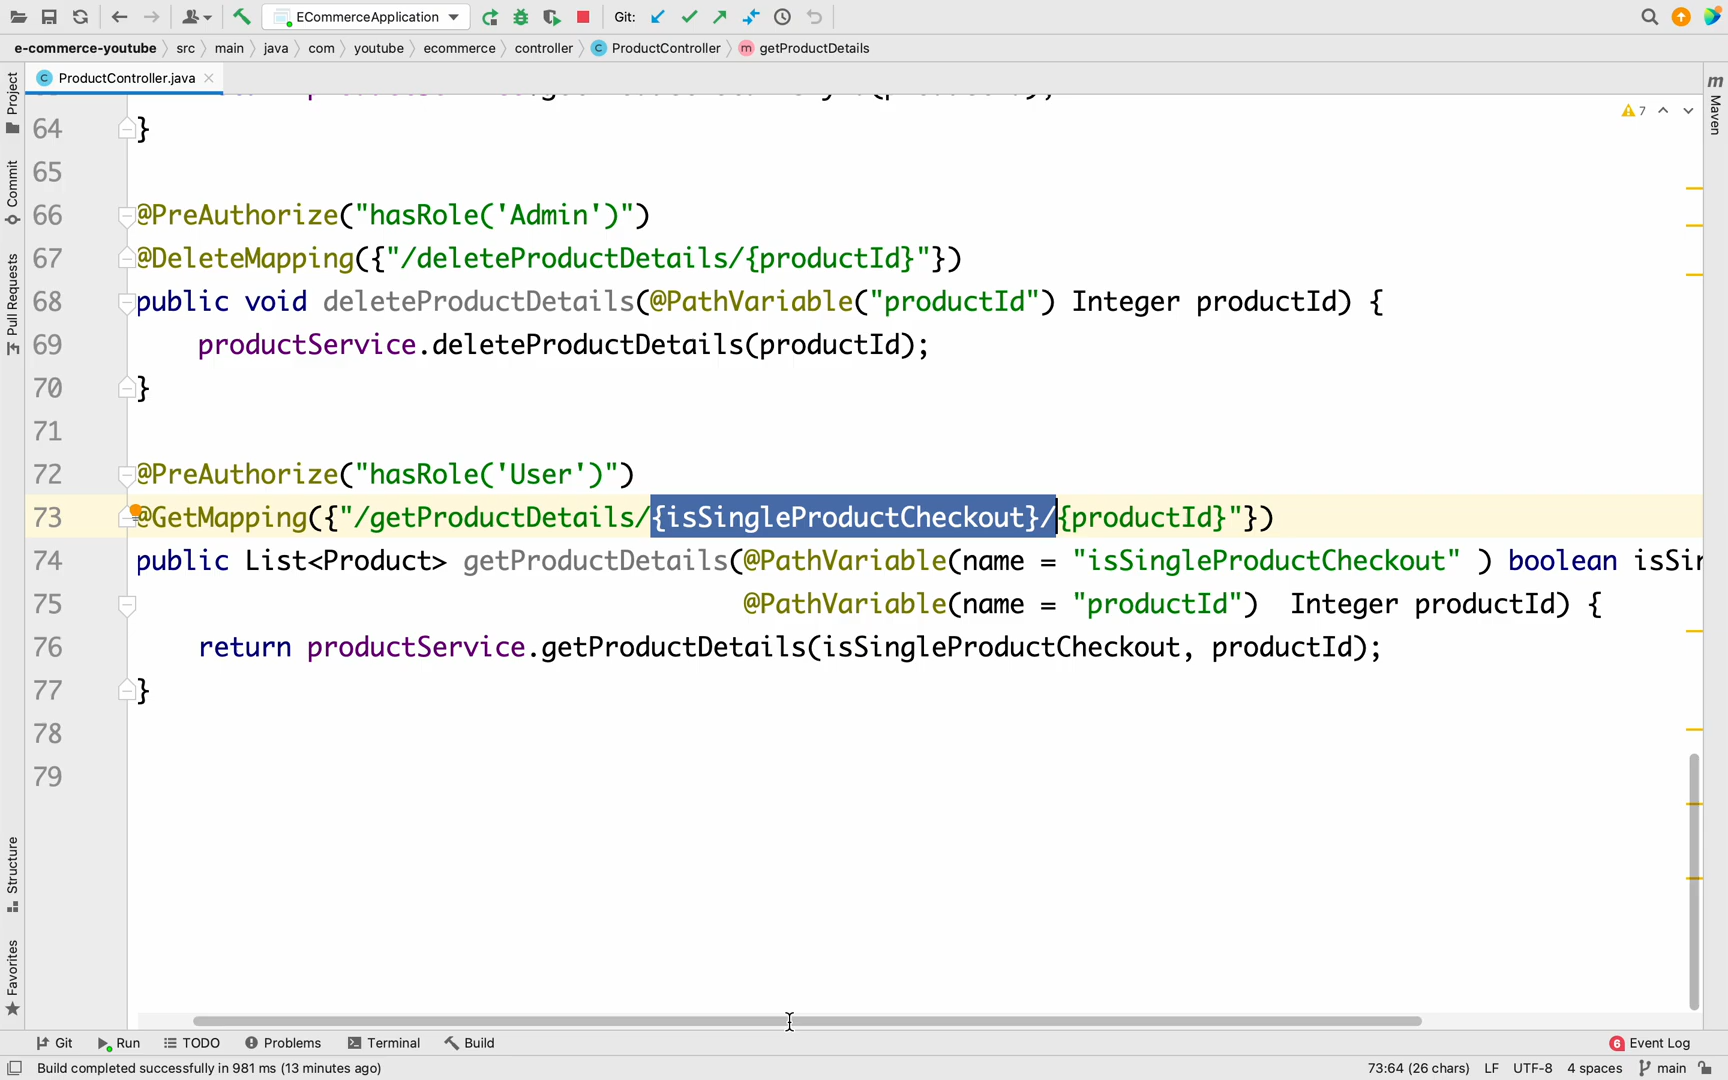 ECommerceApplication Git:
e-commerce-youtube src main java com youtube ecommerce controller ProductController getProductDetails
ProductController.java
Project
Commit
Pull Requests
Structure
Favorites
Maven
7
64 }
65
66 @PreAuthorize("hasRole('Admin')")
67 @DeleteMapping({"/deleteProductDetails/{productId}"})
68 public void deleteProductDetails(@PathVariable("productId") Integer productId) {
69 productService.deleteProductDetails(productId);
70 }
71
72 @PreAuthorize("hasRole('User')")
73 @GetMapping({"/getProductDetails/{isSingleProductCheckout}/{productId}"})
74 public List<Product> getProductDetails(@PathVariable(name = "isSingleProductCheckout" ) boolean isSin
75 @PathVariable(name = "productId") Integer productId) {
76 return productService.getProductDetails(isSingleProductCheckout, productId);
77 }
78
79
Git Run TODO Problems Terminal Build 6 Event Log
Build completed successfully in 981 ms (13 minutes ago) 73:64 (26 chars) LF UTF-8 4 spaces main